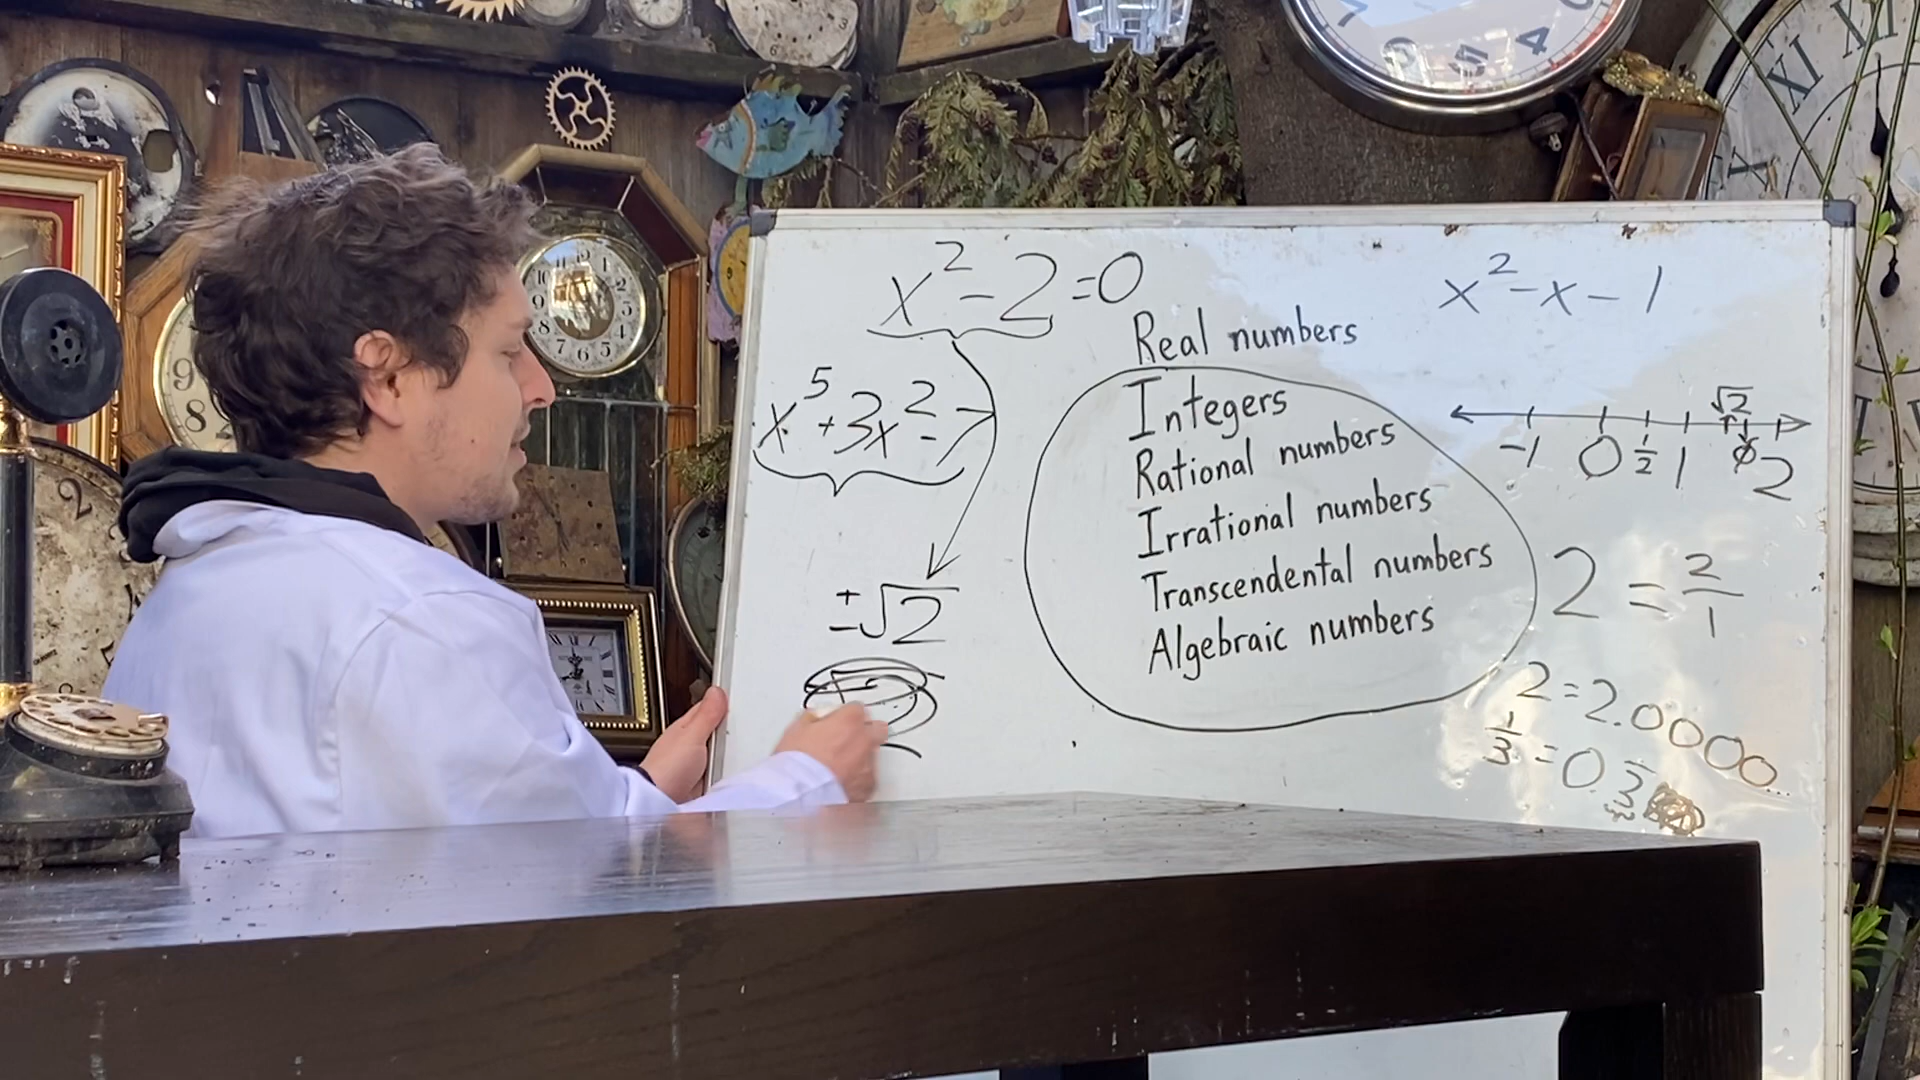 x² - 2 = 0
x⁵ + 3x² - 7
± √2
Real numbers
Integers
Rational numbers
Irrational numbers
Transcendental numbers
Algebraic numbers
x² - x - 1
√2
-1 0 1/2 1 ϕ 2
2 = 2/1
2 = 2.0000...
1/3 = 0.3